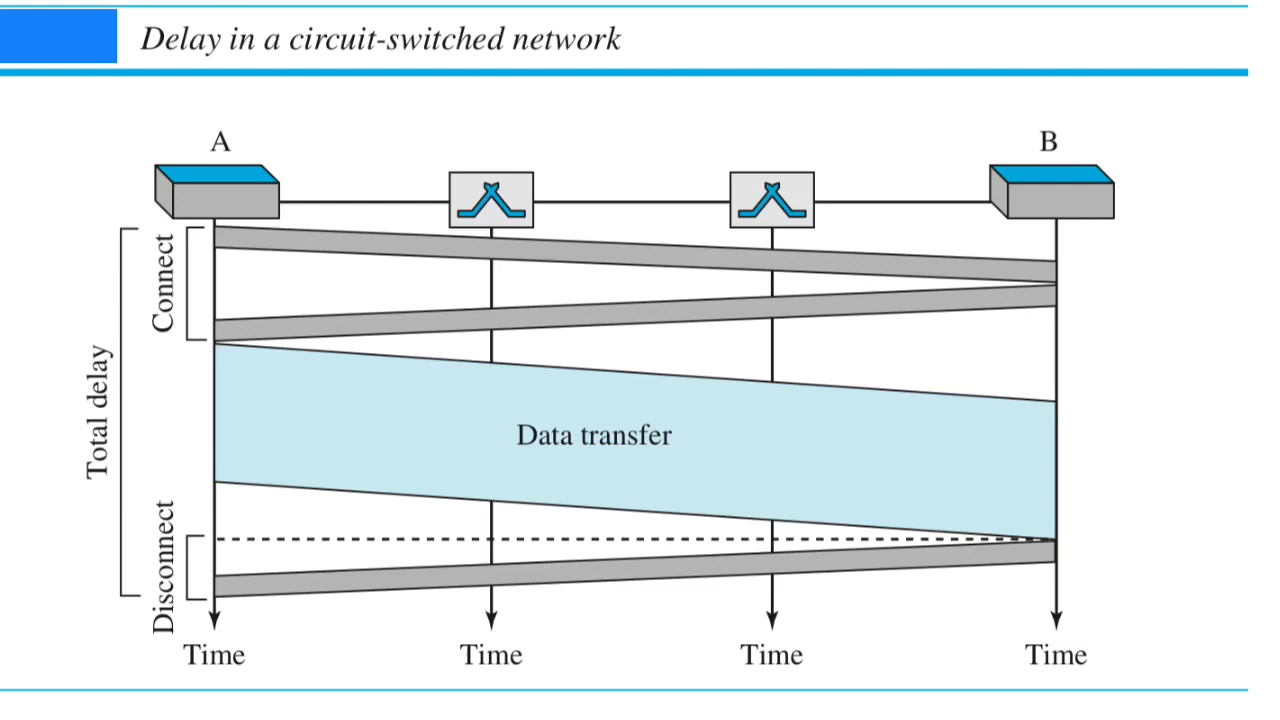 Delay in a circuit-switched network
A
B
Connect
Total delay
Data transfer
Disconnect
Time
Time
Time
Time